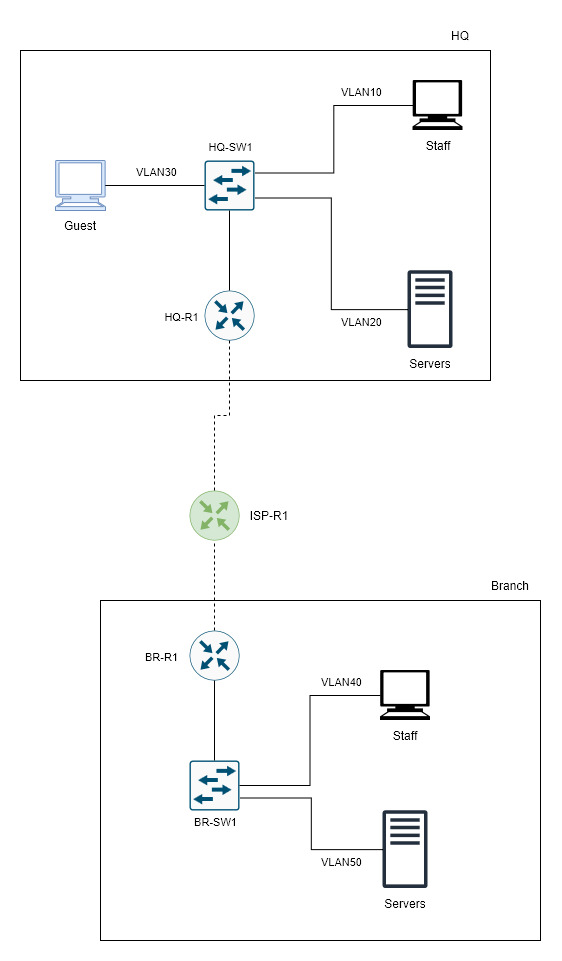 HQ
VLAN10
Staff
HQ-SW1
VLAN30
Guest
HQ-R1
VLAN20
Servers
ISP-R1
Branch
BR-R1
VLAN40
Staff
BR-SW1
VLAN50
Servers